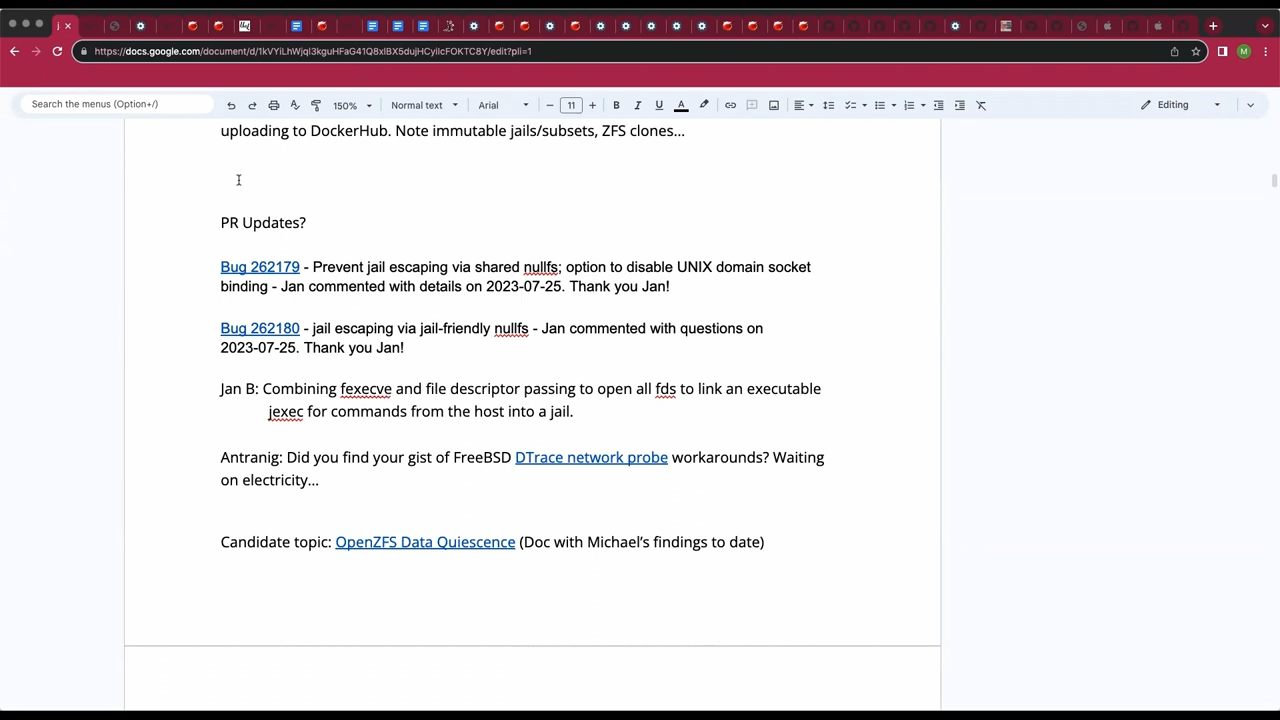 https://docs.google.com/document/d/1kVYiLhWjql3kguHFaG41Q8xlBX5dujHCyilcFOKTC8Y/edit?pli=1
M
Search the menus (Option+/)
150%
Normal text
Arial
11
B
I
U
A
Editing
uploading to DockerHub. Note immutable jails/subsets, ZFS clones...
PR Updates?
Bug 262179 - Prevent jail escaping via shared nullfs; option to disable UNIX domain socket
binding - Jan commented with details on 2023-07-25. Thank you Jan!
Bug 262180 - jail escaping via jail-friendly nullfs - Jan commented with questions on
2023-07-25. Thank you Jan!
Jan B: Combining fexecve and file descriptor passing to open all fds to link an executable
jexec for commands from the host into a jail.
Antranig: Did you find your gist of FreeBSD DTrace network probe workarounds? Waiting
on electricity...
Candidate topic: OpenZFS Data Quiescence (Doc with Michael's findings to date)